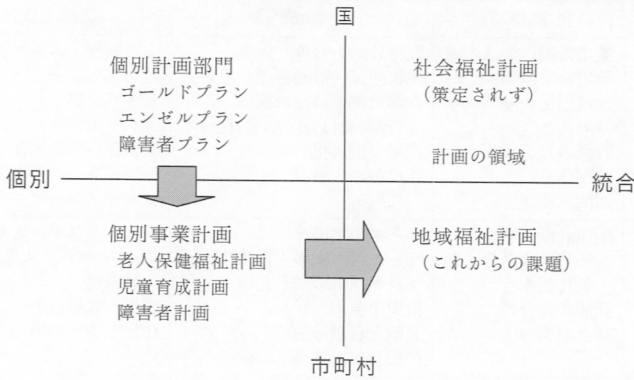 国
個別計画部門
ゴールドプラン
エンゼルプラン
障害者プラン
社会福祉計画
（策定されず）
計画の領域
個別
統合
個別事業計画
老人保健福祉計画
児童育成計画
障害者計画
地域福祉計画
（これからの課題）
市町村